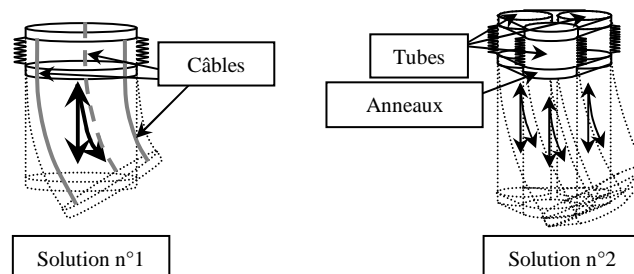 Câbles
Tubes
Anneaux
Solution n°1
Solution n°2